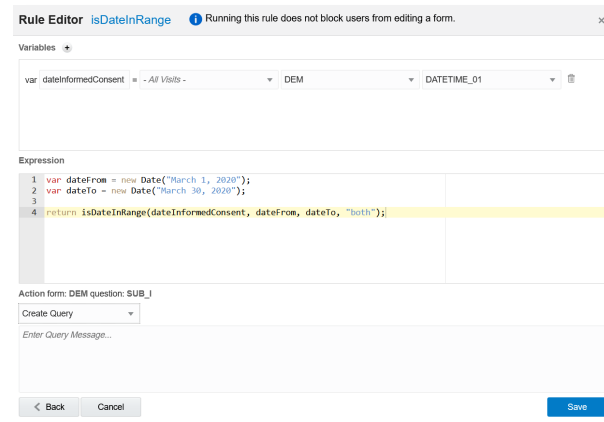 Rule Editor isDateInRange Running this rule does not block users from editing a form. ×
Variables +
var dateInformedConsent = - All Visits - DEM DATETIME_01
Expression
1 var dateFrom = new Date("March 1, 2020");
2 var dateTo = new Date("March 30, 2020");
3
4 return isDateInRange(dateInformedConsent, dateFrom, dateTo, "both");
Action form: DEM question: SUB_I
Create Query
Enter Query Message...
Back Cancel Save